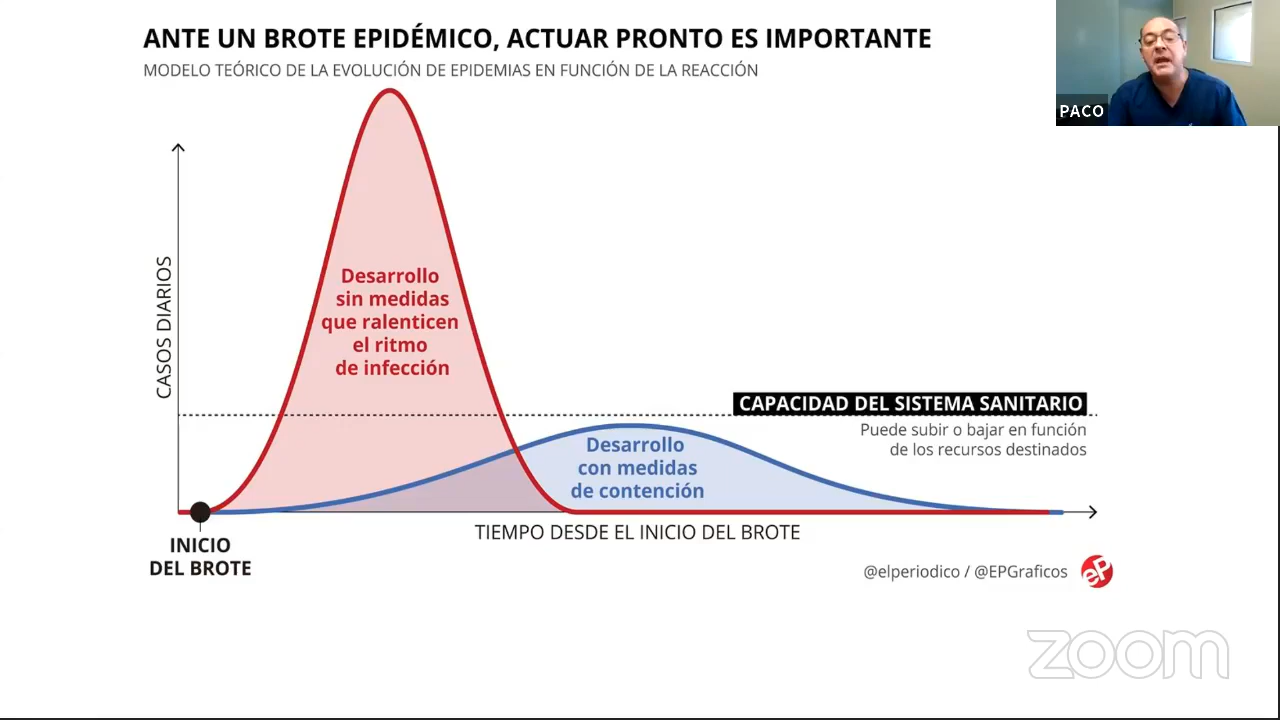 ANTE UN BROTE EPIDÉMICO, ACTUAR PRONTO ES IMPORTANTE
MODELO TEÓRICO DE LA EVOLUCIÓN DE EPIDEMIAS EN FUNCIÓN DE LA REACCIÓN
PACO
CASOS DIARIOS
Desarrollo
sin medidas
que ralenticen
el ritmo
de infección
CAPACIDAD DEL SISTEMA SANITARIO
Puede subir o bajar en función
de los recursos destinados
Desarrollo
con medidas
de contención
TIEMPO DESDE EL INICIO DEL BROTE
INICIO
DEL BROTE
@elperiodico / @EPGraficos
eP
zoom